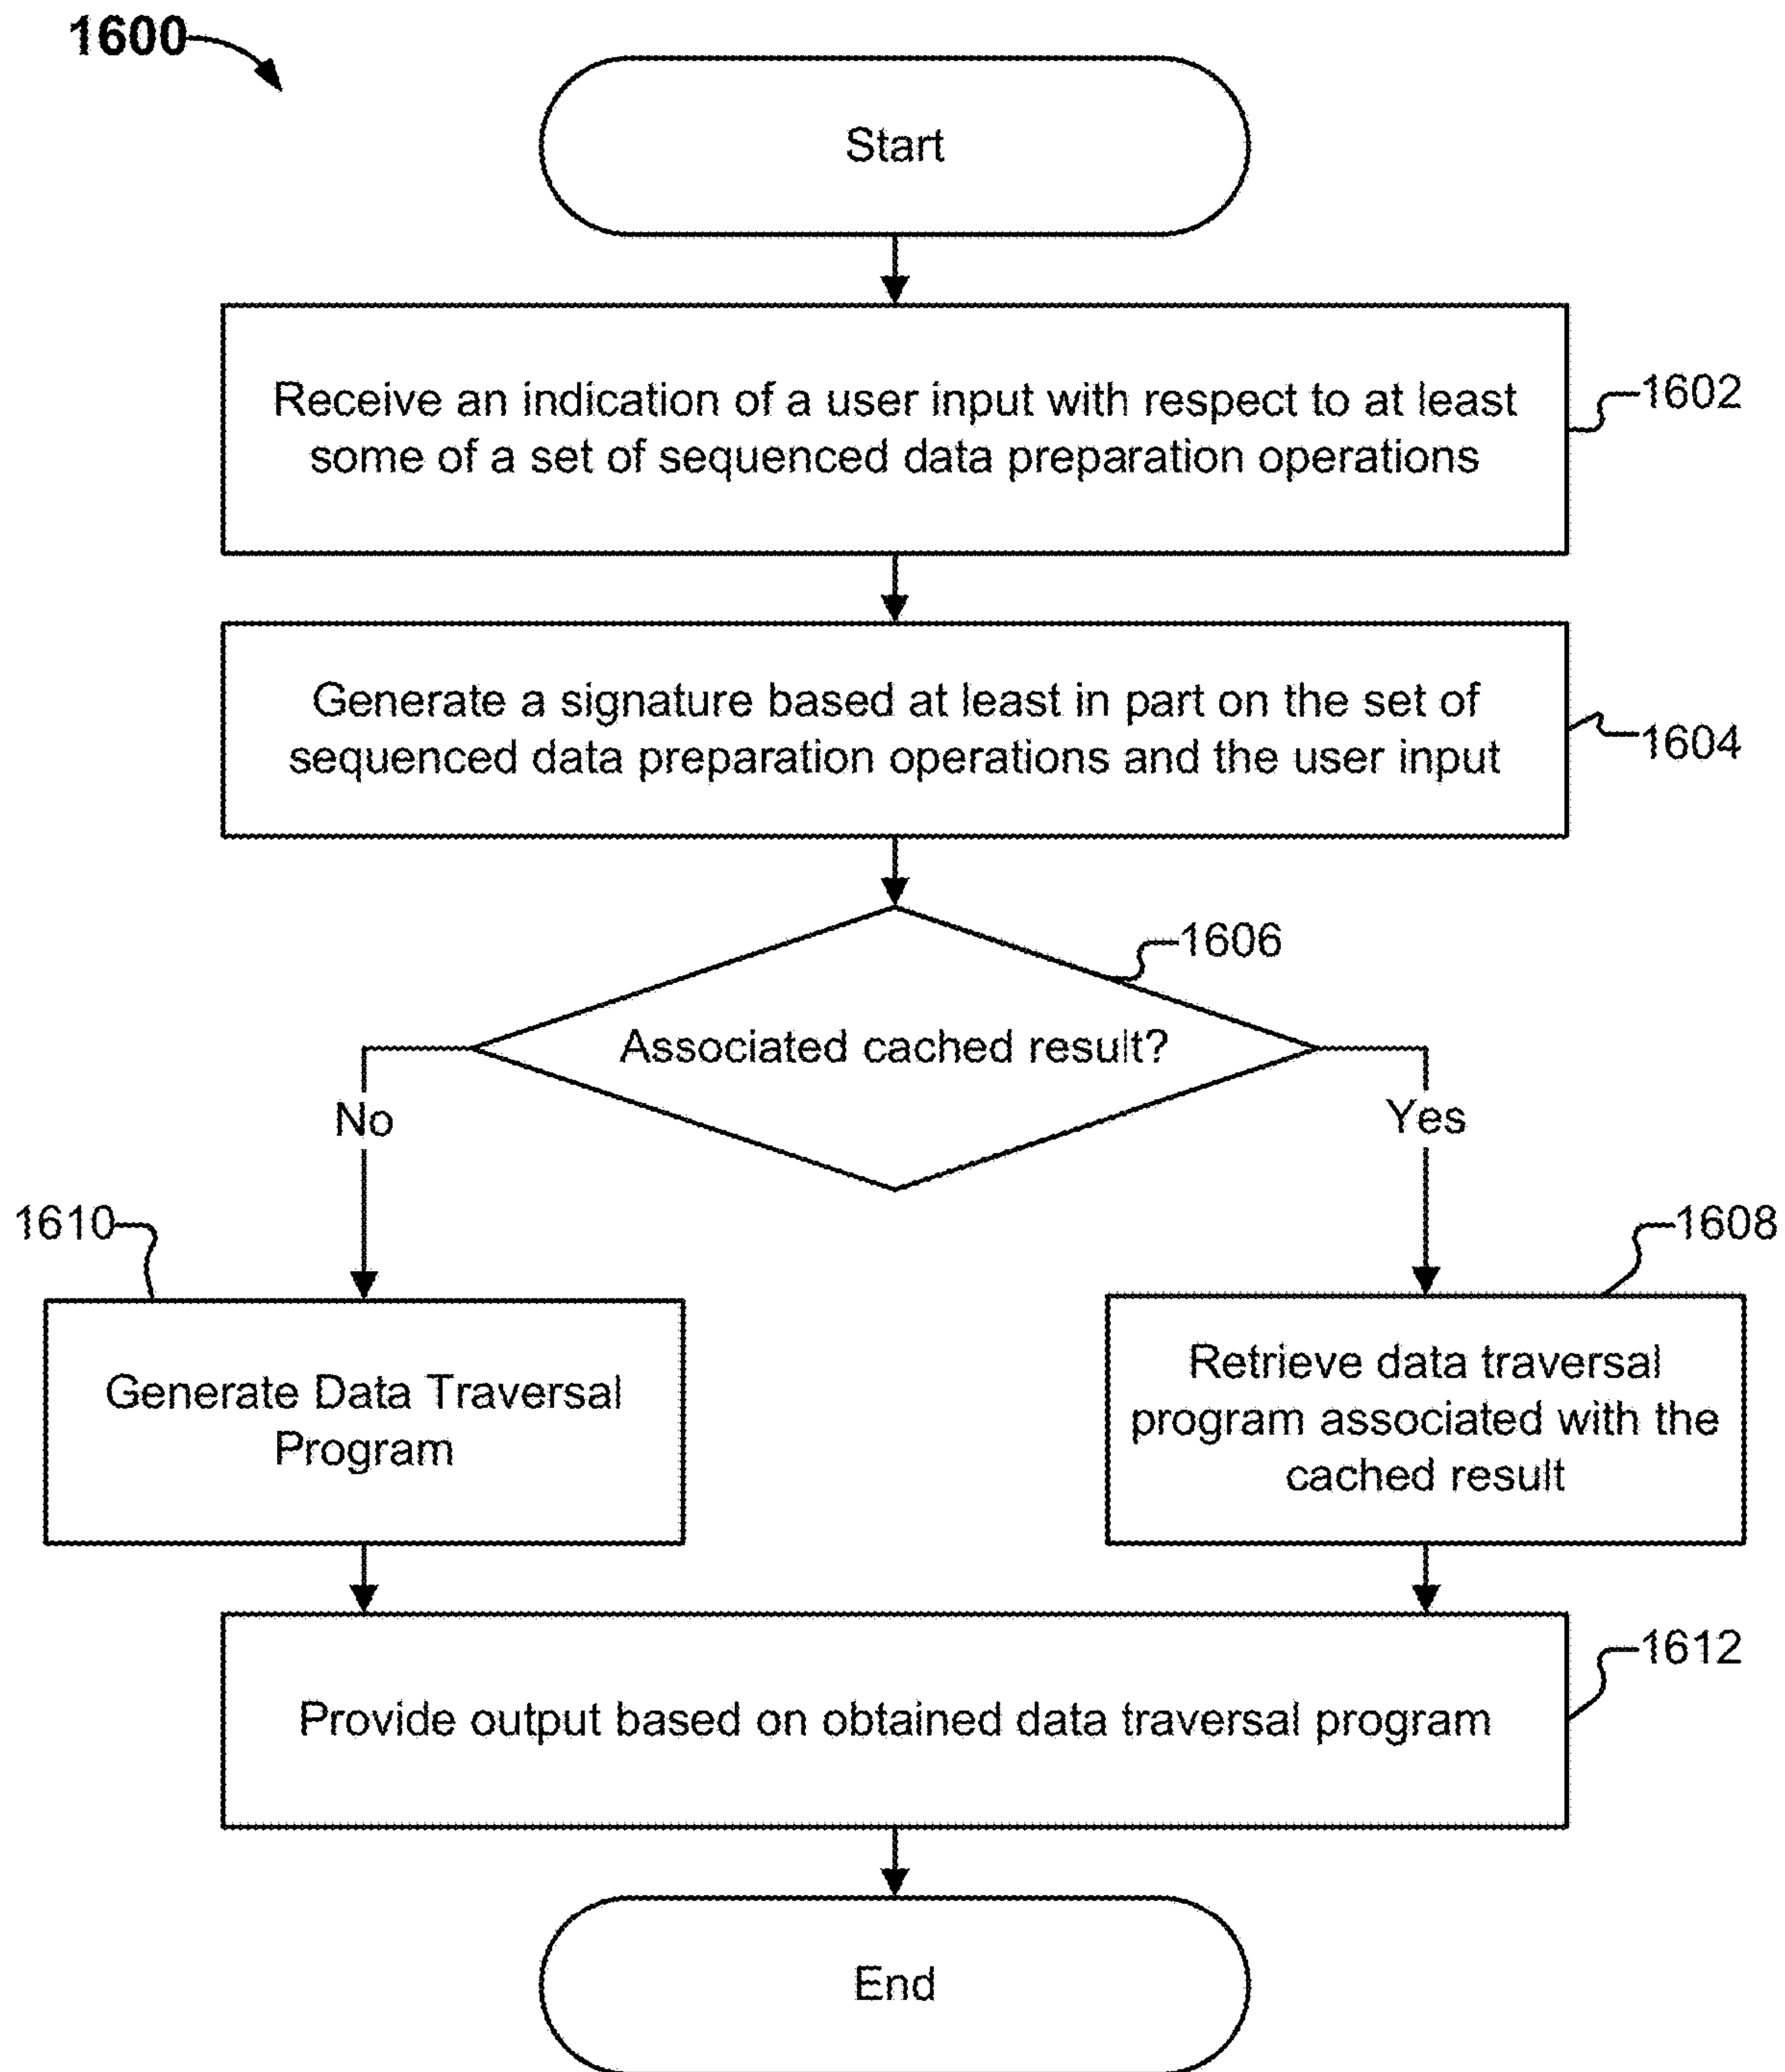 1600
Start
Receive an indication of a user input with respect to at least
some of a set of sequenced data preparation operations
1602
Generate a signature based at least in part on the set of
sequenced data preparation operations and the user input
1604
1606
Associated cached result?
No
Yes
1610
1608
Generate Data Traversal
Program
Retrieve data traversal
program associated with the
cached result
1612
Provide output based on obtained data traversal program
End